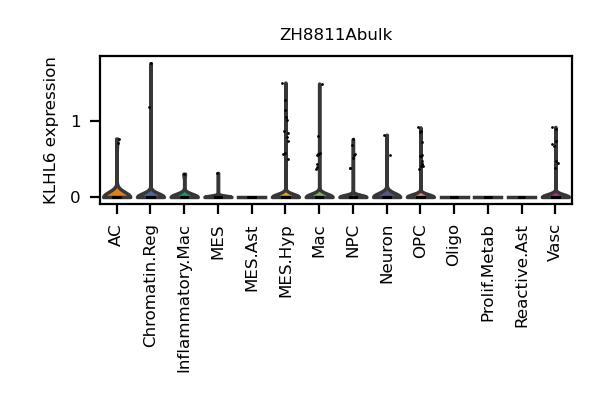 ZH8811Abulk
KLHL6 expression
1
0
AC
Chromatin.Reg
Inflammatory.Mac
MES
MES.Ast
MES.Hyp
Mac
NPC
Neuron
OPC
Oligo
Prolif.Metab
Reactive.Ast
Vasc